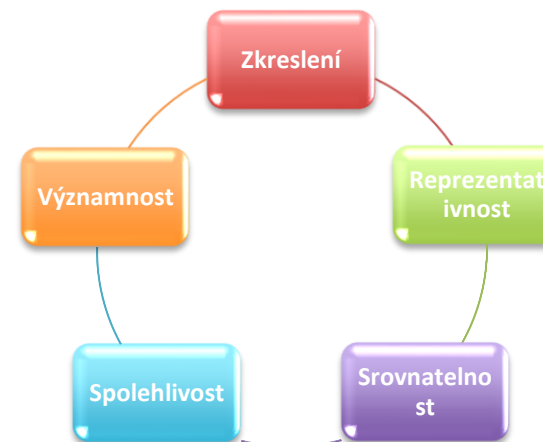 Zkreslení
Významnost
Reprezentat
ivnost
Spolehlivost
Srovnatelno
st